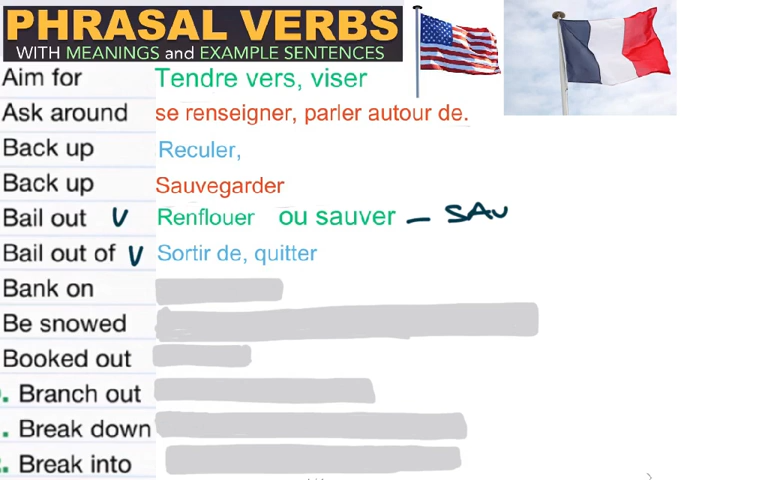 PHRASAL VERBS
WITH MEANINGS and EXAMPLE SENTENCES
Aim for Tendre vers, viser
Ask around se renseigner, parler autour de.
Back up Reculer,
Back up Sauvegarder
Bail out V Renflouer ou sauver – SAU
Bail out of V Sortir de, quitter
Bank on
Be snowed
Booked out
. Branch out
. Break down
. Break into